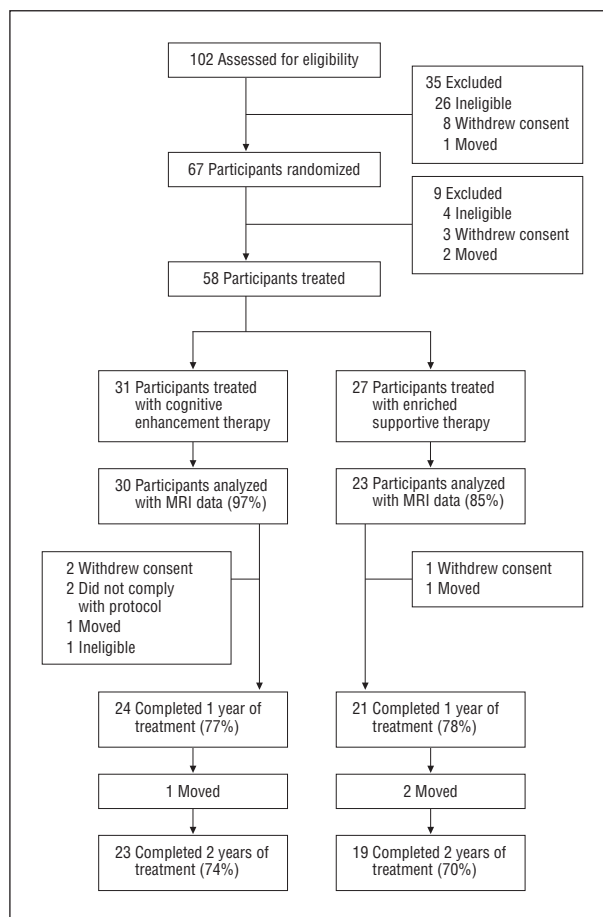 102 Assessed for eligibility
35 Excluded
26 Ineligible
8 Withdrew consent
1 Moved
67 Participants randomized
9 Excluded
4 Ineligible
3 Withdrew consent
2 Moved
58 Participants treated
31 Participants treated
with cognitive
enhancement therapy
27 Participants treated
with enriched
supportive therapy
30 Participants analyzed
with MRI data (97%)
23 Participants analyzed
with MRI data (85%)
2 Withdrew consent
2 Did not comply
with protocol
1 Moved
1 Ineligible
1 Withdrew consent
1 Moved
24 Completed 1 year of
treatment (77%)
21 Completed 1 year of
treatment (78%)
1 Moved
2 Moved
23 Completed 2 years of
treatment (74%)
19 Completed 2 years of
treatment (70%)